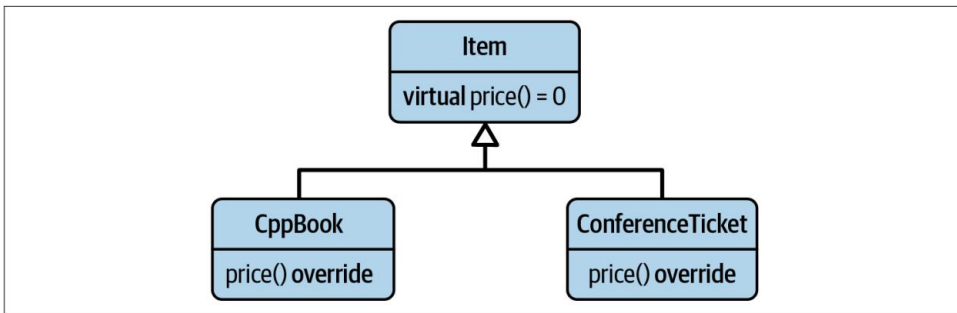 Item
virtual price() = 0
CppBook
price() override
ConferenceTicket
price() override